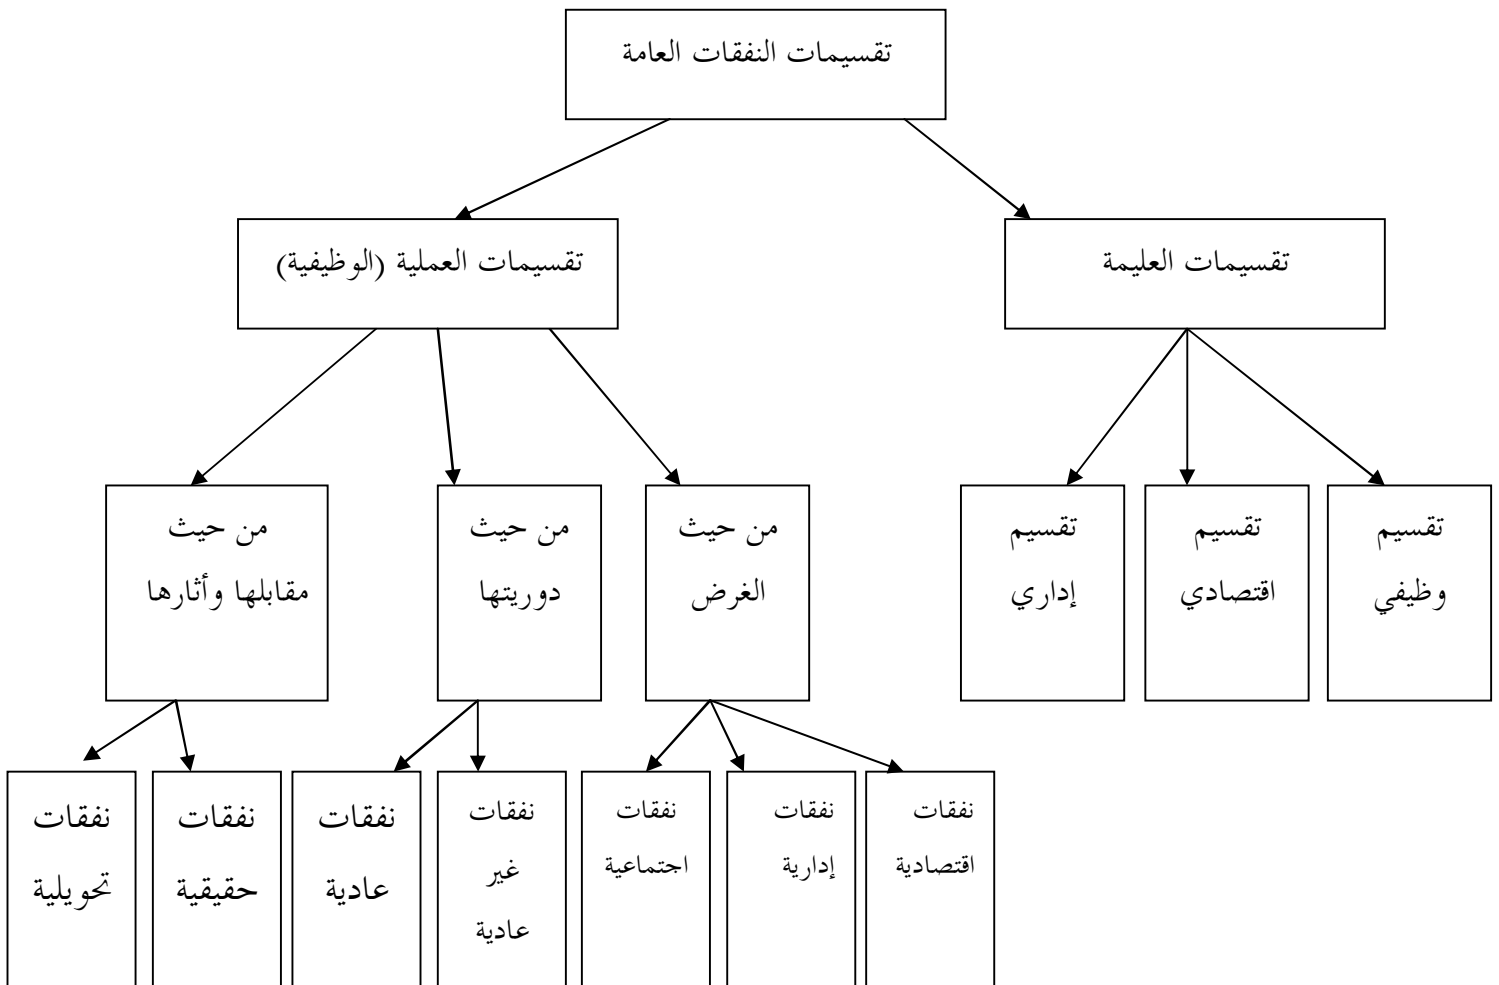 تقسيمات النفقات العامة
تقسيمات العليمة
تقسيمات العملية (الوظيفية)
تقسيم
وظيفي
تقسيم
اقتصادي
تقسيم
إداري
من حيث
الغرض
من حيث
دوريتها
من حيث
مقابلها وأثارها
نفقات
اقتصادية
نفقات
إدارية
نفقات
اجتماعية
نفقات
غير
عادية
نفقات
عادية
نفقات
حقيقية
نفقات
تحويلية